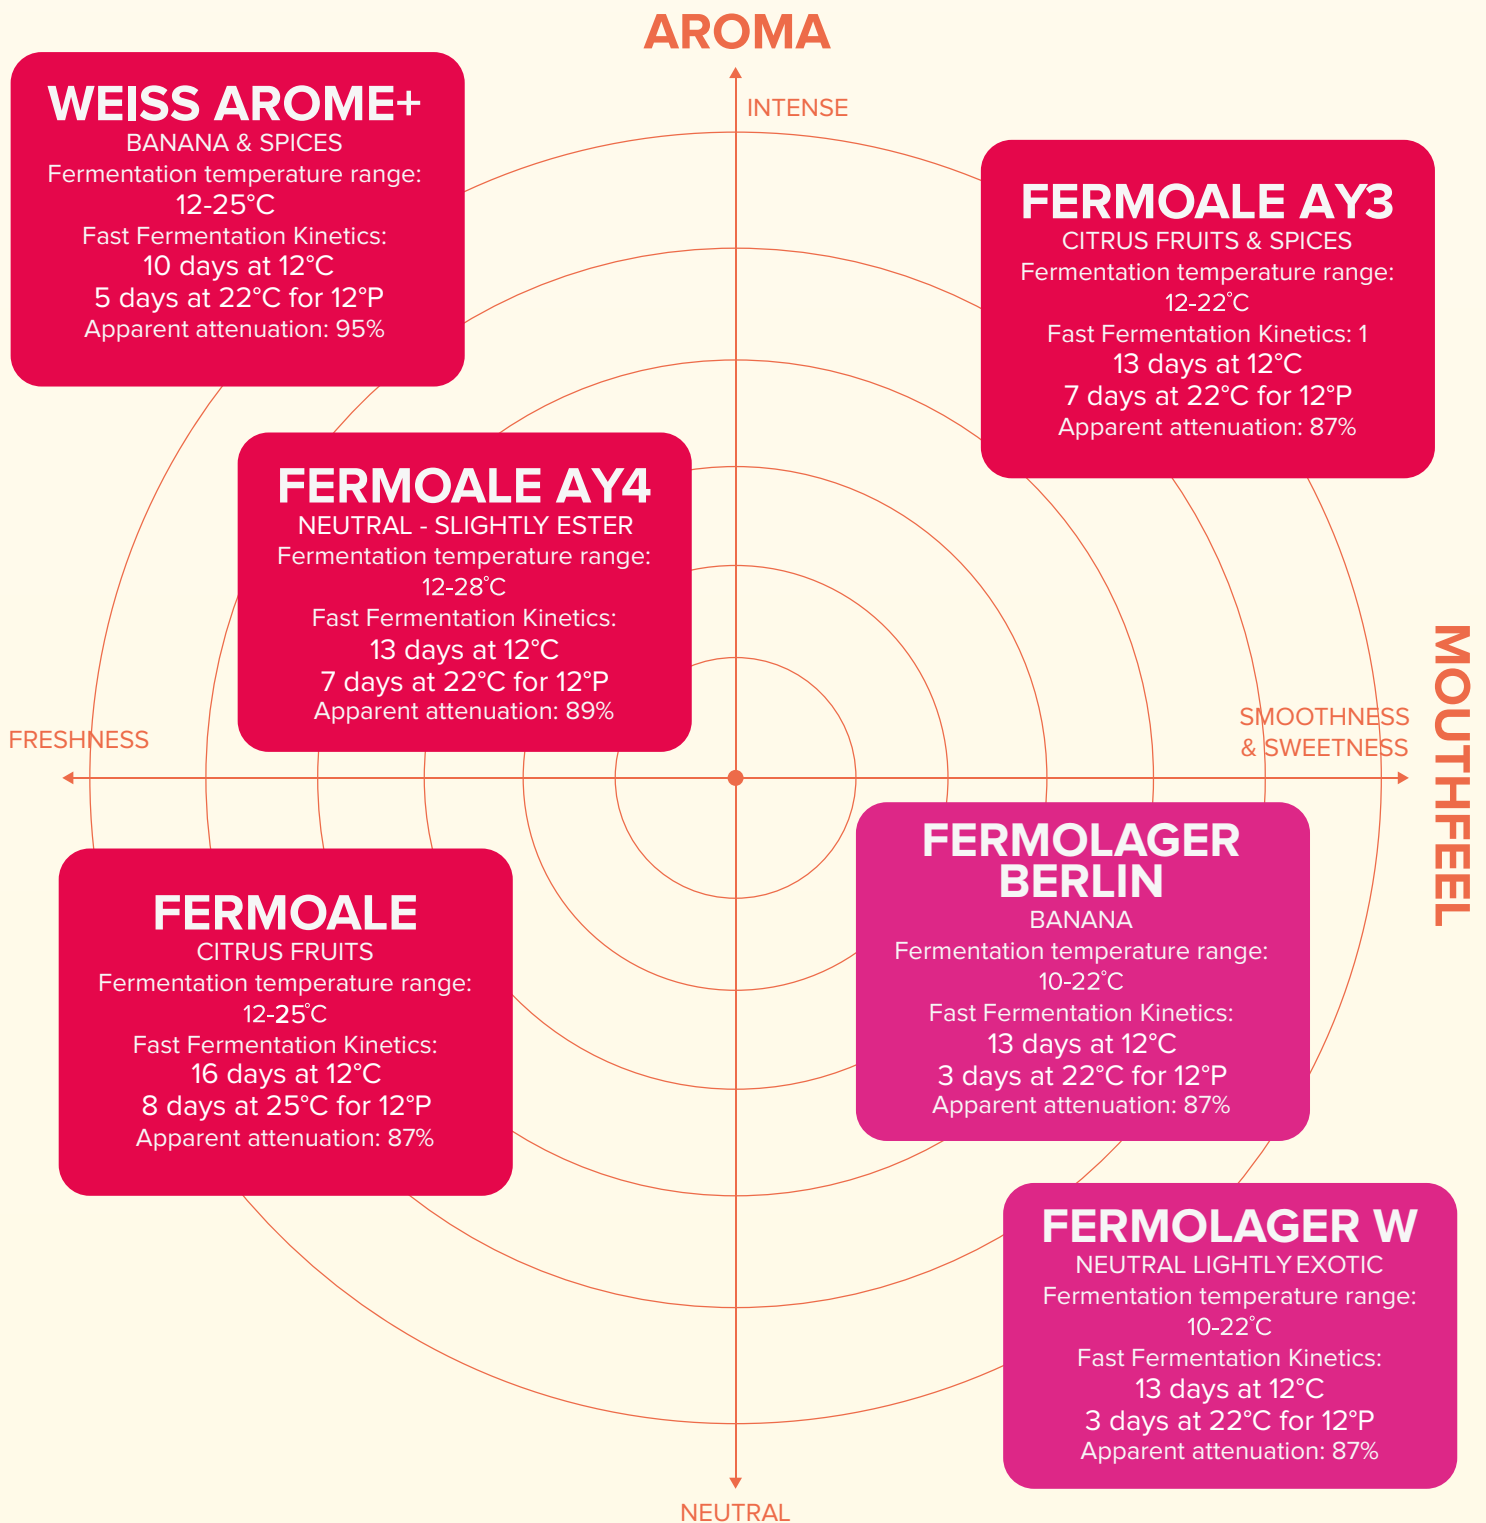 AROMA
INTENSE
WEISS AROME+
BANANA & SPICES
Fermentation temperature range:
12-25°C
Fast Fermentation Kinetics:
10 days at 12°C
5 days at 22°C for 12°P
Apparent attenuation: 95%
FERMOALE AY3
CITRUS FRUITS & SPICES
Fermentation temperature range:
12-22°C
Fast Fermentation Kinetics: 1
13 days at 12°C
7 days at 22°C for 12°P
Apparent attenuation: 87%
FERMOALE AY4
NEUTRAL - SLIGHTLY ESTER
Fermentation temperature range:
12-28°C
Fast Fermentation Kinetics:
13 days at 12°C
7 days at 22°C for 12°P
Apparent attenuation: 89%
FRESHNESS
SMOOTHNESS
& SWEETNESS
MOUTHFEEL
FERMOALE
CITRUS FRUITS
Fermentation temperature range:
12-25°C
Fast Fermentation Kinetics:
16 days at 12°C
8 days at 25°C for 12°P
Apparent attenuation: 87%
FERMOLAGER
BERLIN
BANANA
Fermentation temperature range:
10-22°C
Fast Fermentation Kinetics:
13 days at 12°C
3 days at 22°C for 12°P
Apparent attenuation: 87%
FERMOLAGER W
NEUTRAL LIGHTLY EXOTIC
Fermentation temperature range:
10-22°C
Fast Fermentation Kinetics:
13 days at 12°C
3 days at 22°C for 12°P
Apparent attenuation: 87%
NEUTRAL